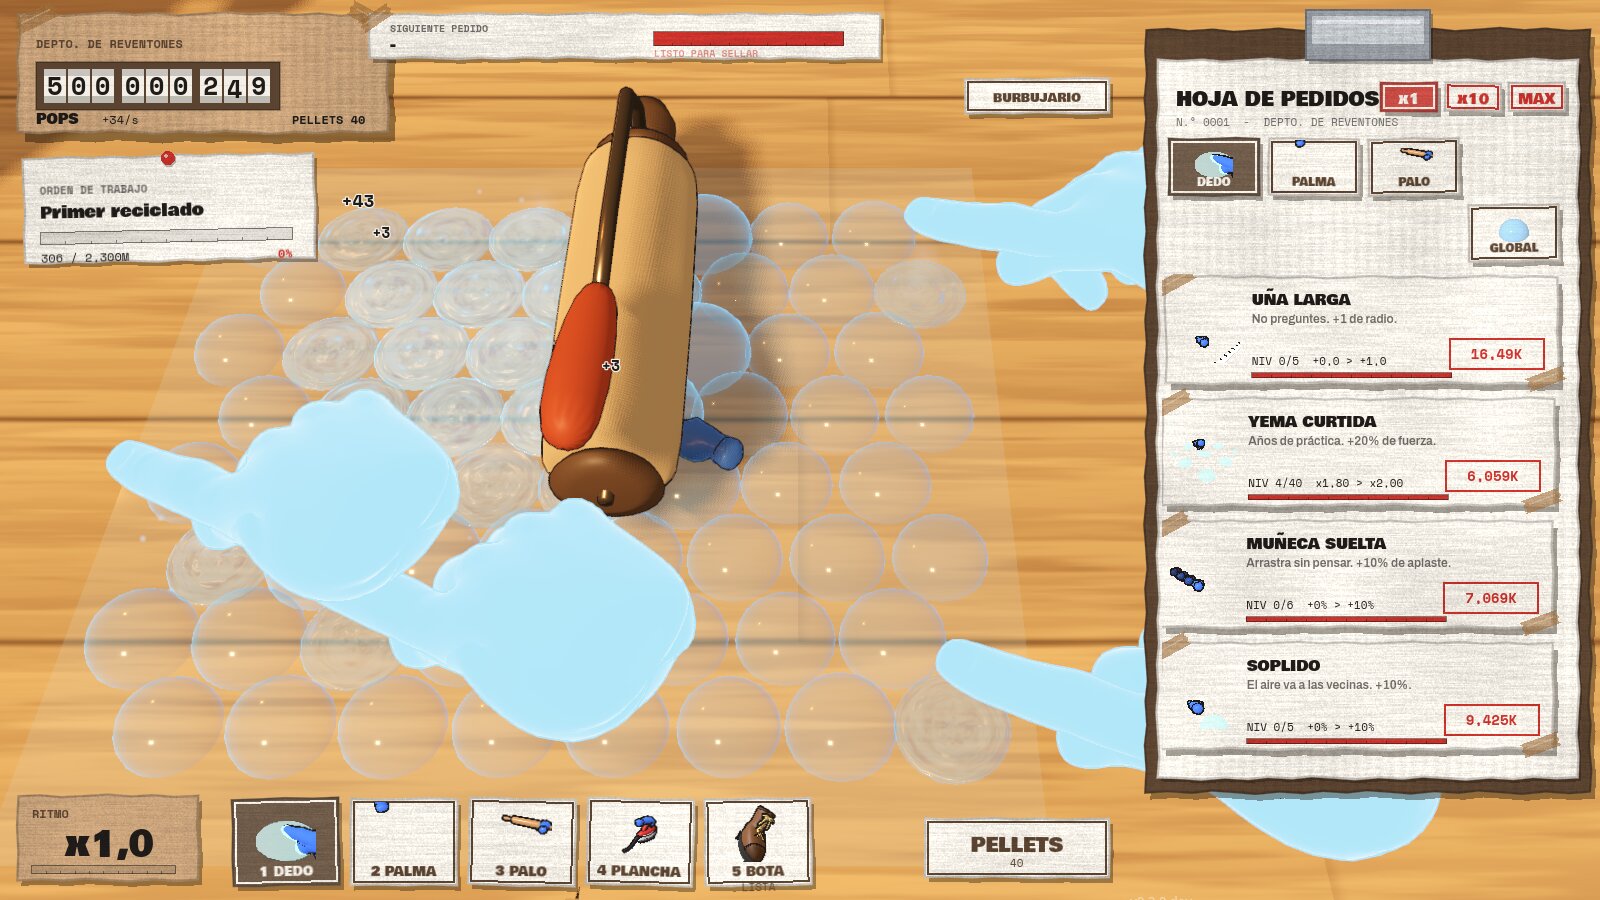 DEPTO. DE REVENTONES
500 000 249
POPS +34/s PELLETS 40
SIGUIENTE PEDIDO
-
LISTO PARA SELLAR
BURBUJARIO
ORDEN DE TRABAJO
Primer reciclado
306 / 2,300M 0%
+43
+3
+3
HOJA DE PEDIDOS x1 x10 MAX
N.° 0001 - DEPTO. DE REVENTONES
DEDO PALMA PALO
GLOBAL
UÑA LARGA
No preguntes. +1 de radio.
NIV 0/5 +0,0 > +1,0
16,49K
YEMA CURTIDA
Años de práctica. +20% de fuerza.
NIV 4/40 x1,80 > x2,00
6,059K
MUÑECA SUELTA
Arrastra sin pensar. +10% de aplaste.
NIV 0/6 +0% > +10%
7,069K
SOPLIDO
El aire va a las vecinas. +10%.
NIV 0/5 +0% > +10%
9,425K
RITMO
x1,0
1 DEDO 2 PALMA 3 PALO 4 PLANCHA 5 BOTA
LISTA
PELLETS
40